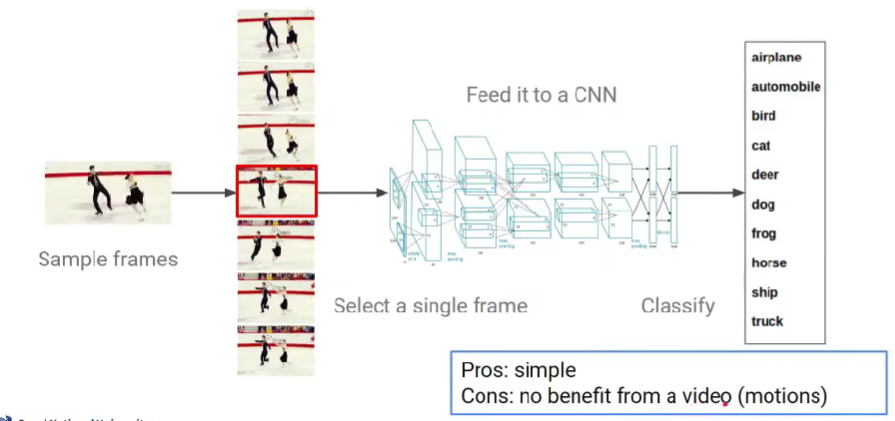 Feed it to a CNN
Sample frames
Select a single frame
Classify
airplane
automobile
bird
cat
deer
dog
frog
horse
ship
truck
Pros: simple
Cons: no benefit from a video (motions)